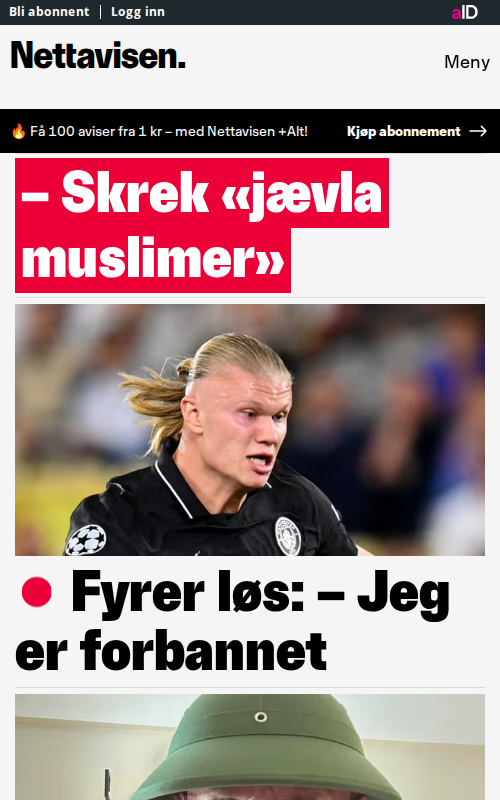 Bli abonnent | Logg inn
aID
Nettavisen.
Meny
🔥 Få 100 aviser fra 1 kr – med Nettavisen +Alt!
Kjøp abonnement →
– Skrek «jævla
muslimer»
Fyrer løs: – Jeg
er forbannet